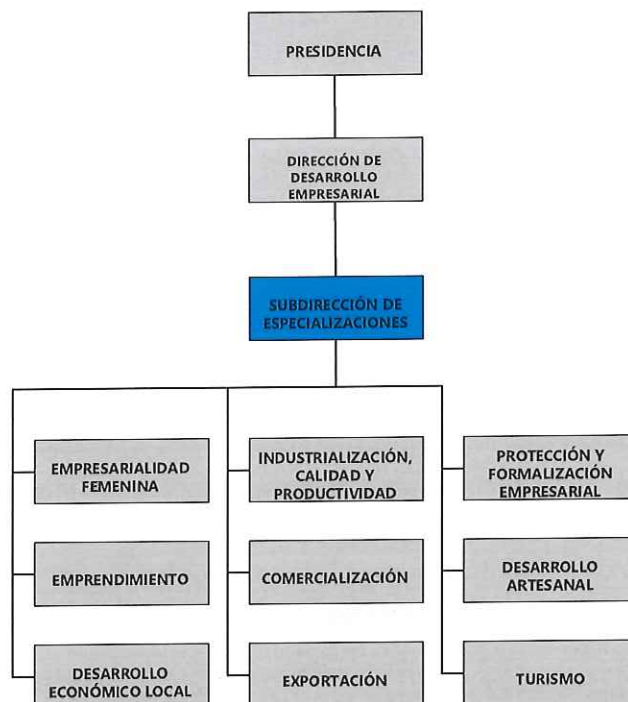 PRESIDENCIA
DIRECCIÓN DE
DESARROLLO
EMPRESARIAL
SUBDIRECCIÓN DE
ESPECIALIZACIONES
EMPRESARIALIDAD
FEMENINA
INDUSTRIALIZACIÓN,
CALIDAD Y
PRODUCTIVIDAD
PROTECCIÓN Y
FORMALIZACIÓN
EMPRESARIAL
EMPRENDIMIENTO
COMERCIALIZACIÓN
DESARROLLO
ARTESANAL
DESARROLLO
ECONÓMICO LOCAL
EXPORTACIÓN
TURISMO